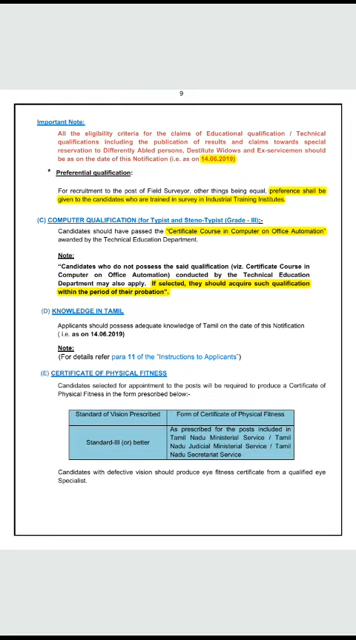 9
Important Note:
All the eligibility criteria for the claims of Educational qualification / Technical
qualifications including the publication of results and claims towards special
reservation to Differently Abled persons, Destitute Widows and Ex-servicemen should
be as on the date of this Notification (i.e. as on 14.06.2019)
* Preferential qualification:
For recruitment to the post of Field Surveyor, other things being equal, preference shall be
given to the candidates who are trained in survey in Industrial Training Institutes.
(C) COMPUTER QUALIFICATION (for Typist and Steno-Typist (Grade - III):-
Candidates should have passed the "Certificate Course in Computer on Office Automation"
awarded by the Technical Education Department.
Note:
"Candidates who do not possess the said qualification (viz. Certificate Course in
Computer on Office Automation) conducted by the Technical Education
Department may also apply. If selected, they should acquire such qualification
within the period of their probation".
(D) KNOWLEDGE IN TAMIL
Applicants should possess adequate knowledge of Tamil on the date of this Notification
( i.e. as on 14.06.2019)
Note:
(For details refer para 11 of the "Instructions to Applicants")
(E) CERTIFICATE OF PHYSICAL FITNESS
Candidates selected for appointment to the posts will be required to produce a Certificate of
Physical Fitness in the form prescribed below:-
Standard of Vision Prescribed
Form of Certificate of Physical Fitness
Standard-III (or) better
As prescribed for the posts included in
Tamil Nadu Ministerial Service / Tamil
Nadu Judicial Ministerial Service / Tamil
Nadu Secretariat Service
Candidates with defective vision should produce eye fitness certificate from a qualified eye
Specialist.